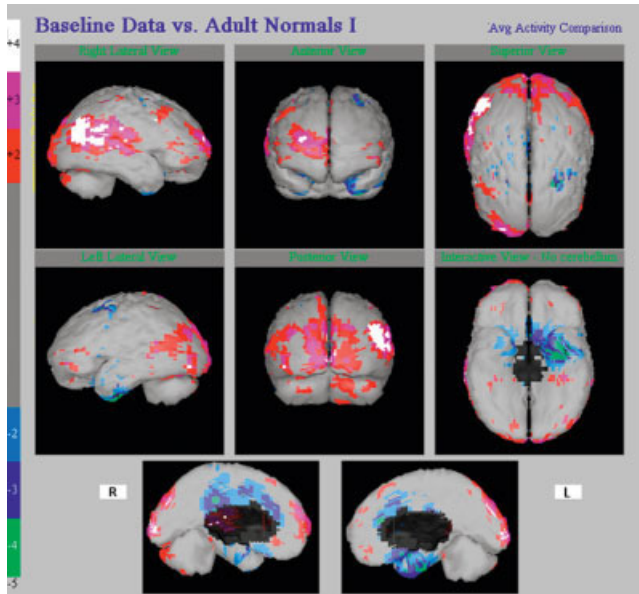 Baseline Data vs. Adult Normals I
Avg Activity Comparison
+4
+3
+2
-2
-3
-4
-5
Right Lateral View
Anterior View
Superior View
Left Lateral View
Posterior View
Interactive View - No cerebellum
R
L